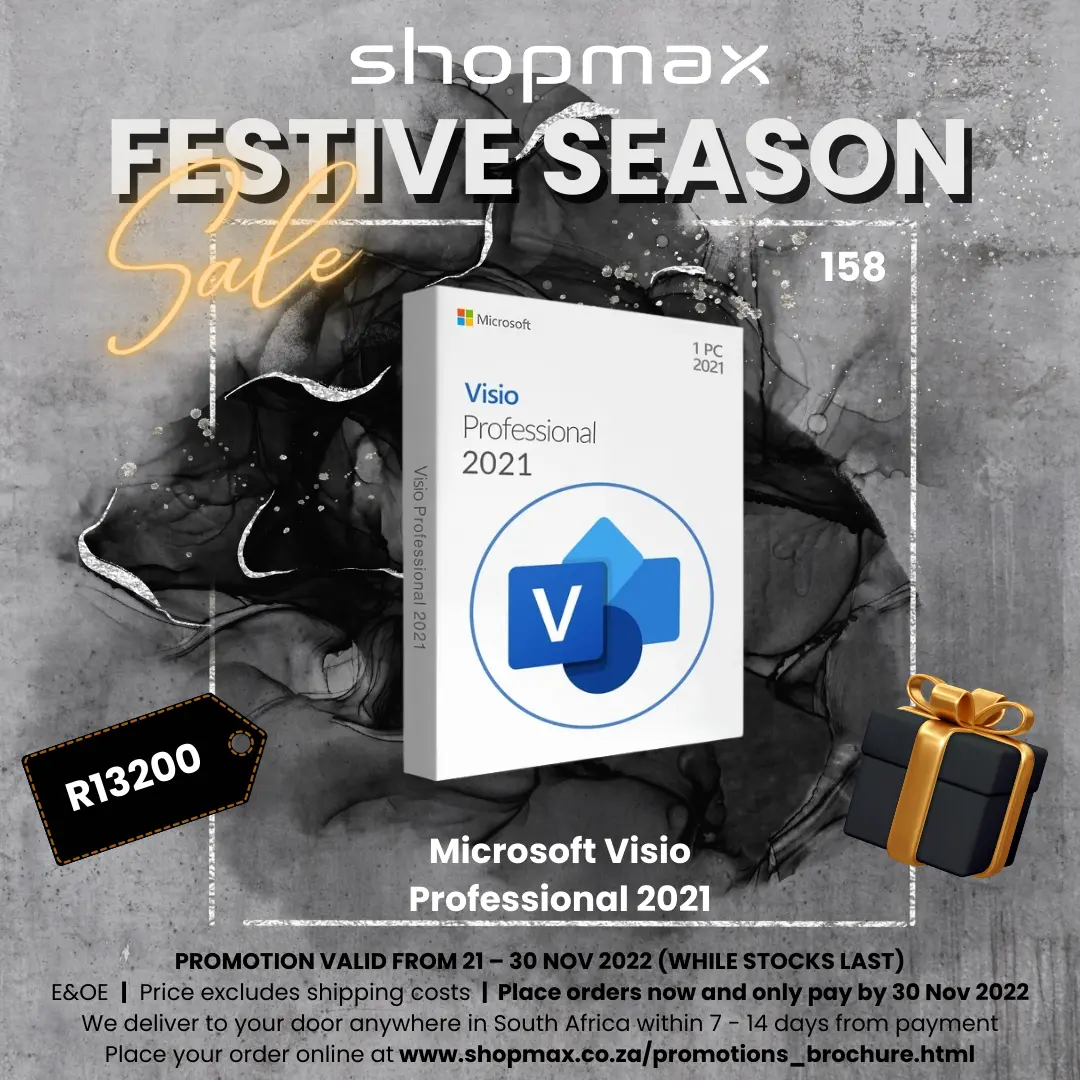 shopmax
FESTIVE SEASON
Sale
158
Microsoft
1 PC
2021
Visio
Professional
2021
Visio Professional 2021
V
R13200
Microsoft Visio
Professional 2021
PROMOTION VALID FROM 21 – 30 NOV 2022 (WHILE STOCKS LAST)
E&OE | Price excludes shipping costs | Place orders now and only pay by 30 Nov 2022
We deliver to your door anywhere in South Africa within 7 - 14 days from payment
Place your order online at www.shopmax.co.za/promotions_brochure.html